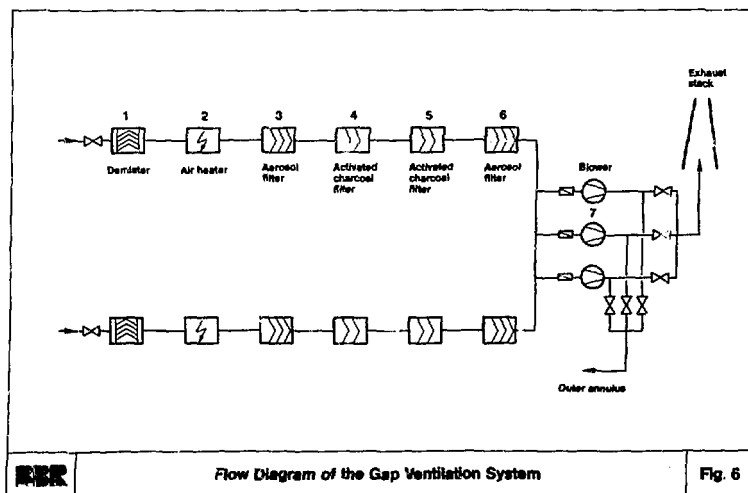 Exhaust
stack
1 2 3 4 5 6
Demister
Air heater
Aerosol
filter
Activated
charcoal
filter
Activated
charcoal
filter
Aerosol
filter
Blower
7
Outer annulus
Flow Diagram of the Gap Ventilation System
Fig. 6